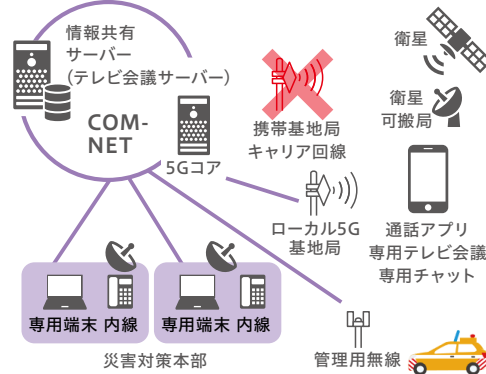 情報共有
サーバー
（テレビ会議サーバー）
COM-
NET
5Gコア
携帯基地局
キャリア回線
衛星
衛星
可搬局
ローカル5G
基地局
通話アプリ
専用テレビ会議
専用チャット
専用端末 内線
専用端末 内線
災害対策本部
管理用無線